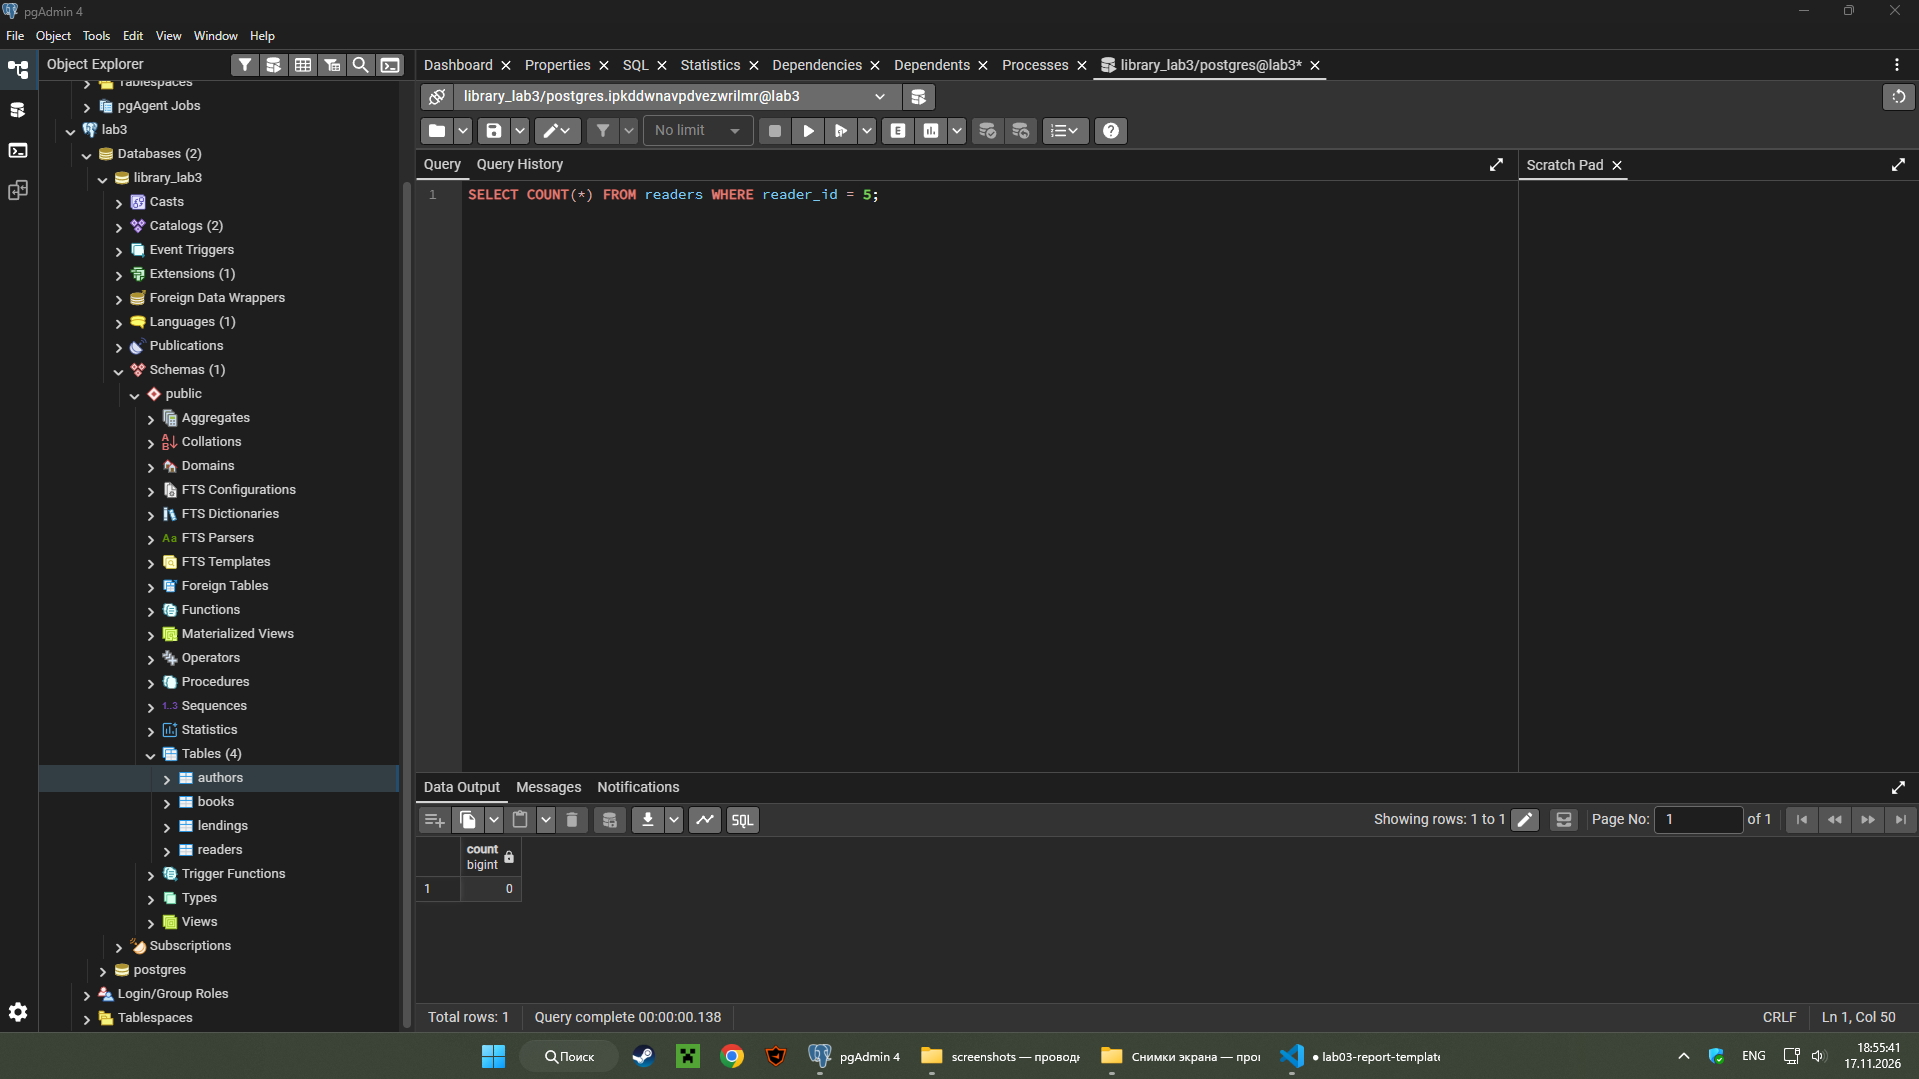 pgAdmin 4
File Object Tools Edit View Window Help
Object Explorer
Tablespaces
pgAgent Jobs
lab3
Databases (2)
library_lab3
Casts
Catalogs (2)
Event Triggers
Extensions (1)
Foreign Data Wrappers
Languages (1)
Publications
Schemas (1)
public
Aggregates
Collations
Domains
FTS Configurations
FTS Dictionaries
FTS Parsers
FTS Templates
Foreign Tables
Functions
Materialized Views
Operators
Procedures
1..3 Sequences
Statistics
Tables (4)
authors
books
lendings
readers
Trigger Functions
Types
Views
Subscriptions
postgres
Login/Group Roles
Tablespaces
Dashboard Properties SQL Statistics Dependencies Dependents Processes library_lab3/postgres@lab3*
library_lab3/postgres.ipkddwnavpdvezwrilmr@lab3
No limit
Query Query History
Scratch Pad
1 SELECT COUNT(*) FROM readers WHERE reader_id = 5;
Data Output Messages Notifications
SQL
Showing rows: 1 to 1 Page No: 1 of 1
count
bigint
1 0
Total rows: 1 Query complete 00:00:00.138
CRLF Ln 1, Col 50
Поиск
pgAdmin 4
screenshots — проводн
Снимки экрана — про
● lab03-report-template
ENG
18:55:41
17.11.2026